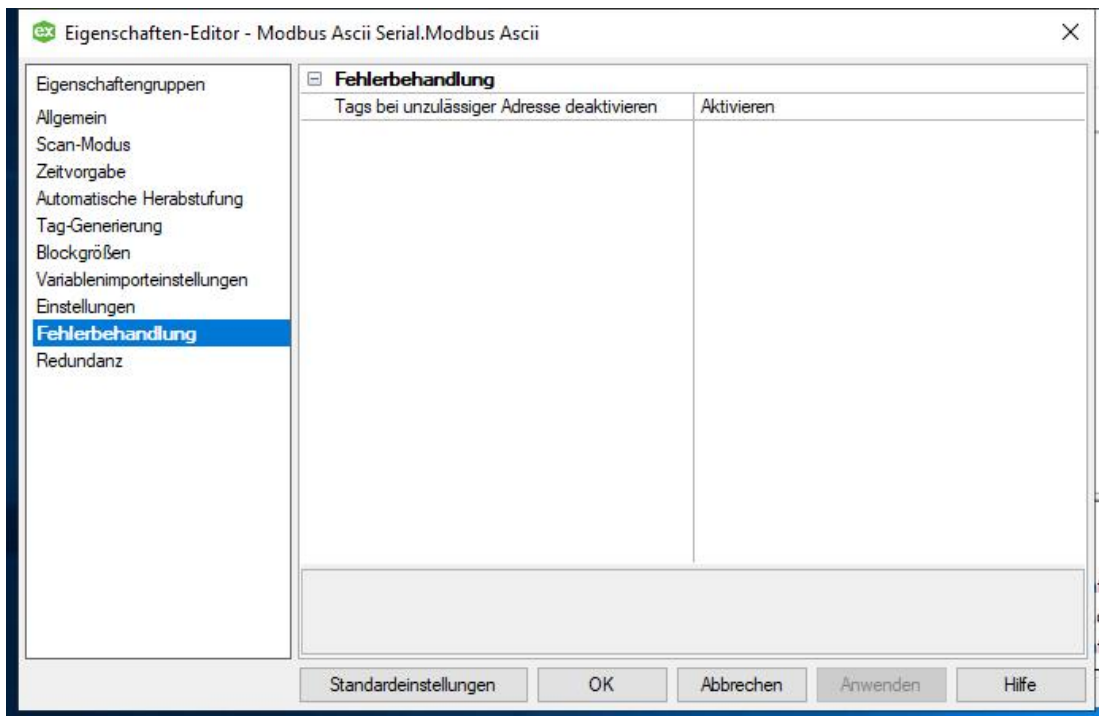 ex Eigenschaften-Editor - Modbus Ascii Serial.Modbus Ascii
Eigenschaftengruppen
Allgemein
Scan-Modus
Zeitvorgabe
Automatische Herabstufung
Tag-Generierung
Blockgrößen
Variablenimporteinstellungen
Einstellungen
Fehlerbehandlung
Redundanz
Fehlerbehandlung
Tags bei unzulässiger Adresse deaktivieren Aktivieren
Standardeinstellungen OK Abbrechen Anwenden Hilfe